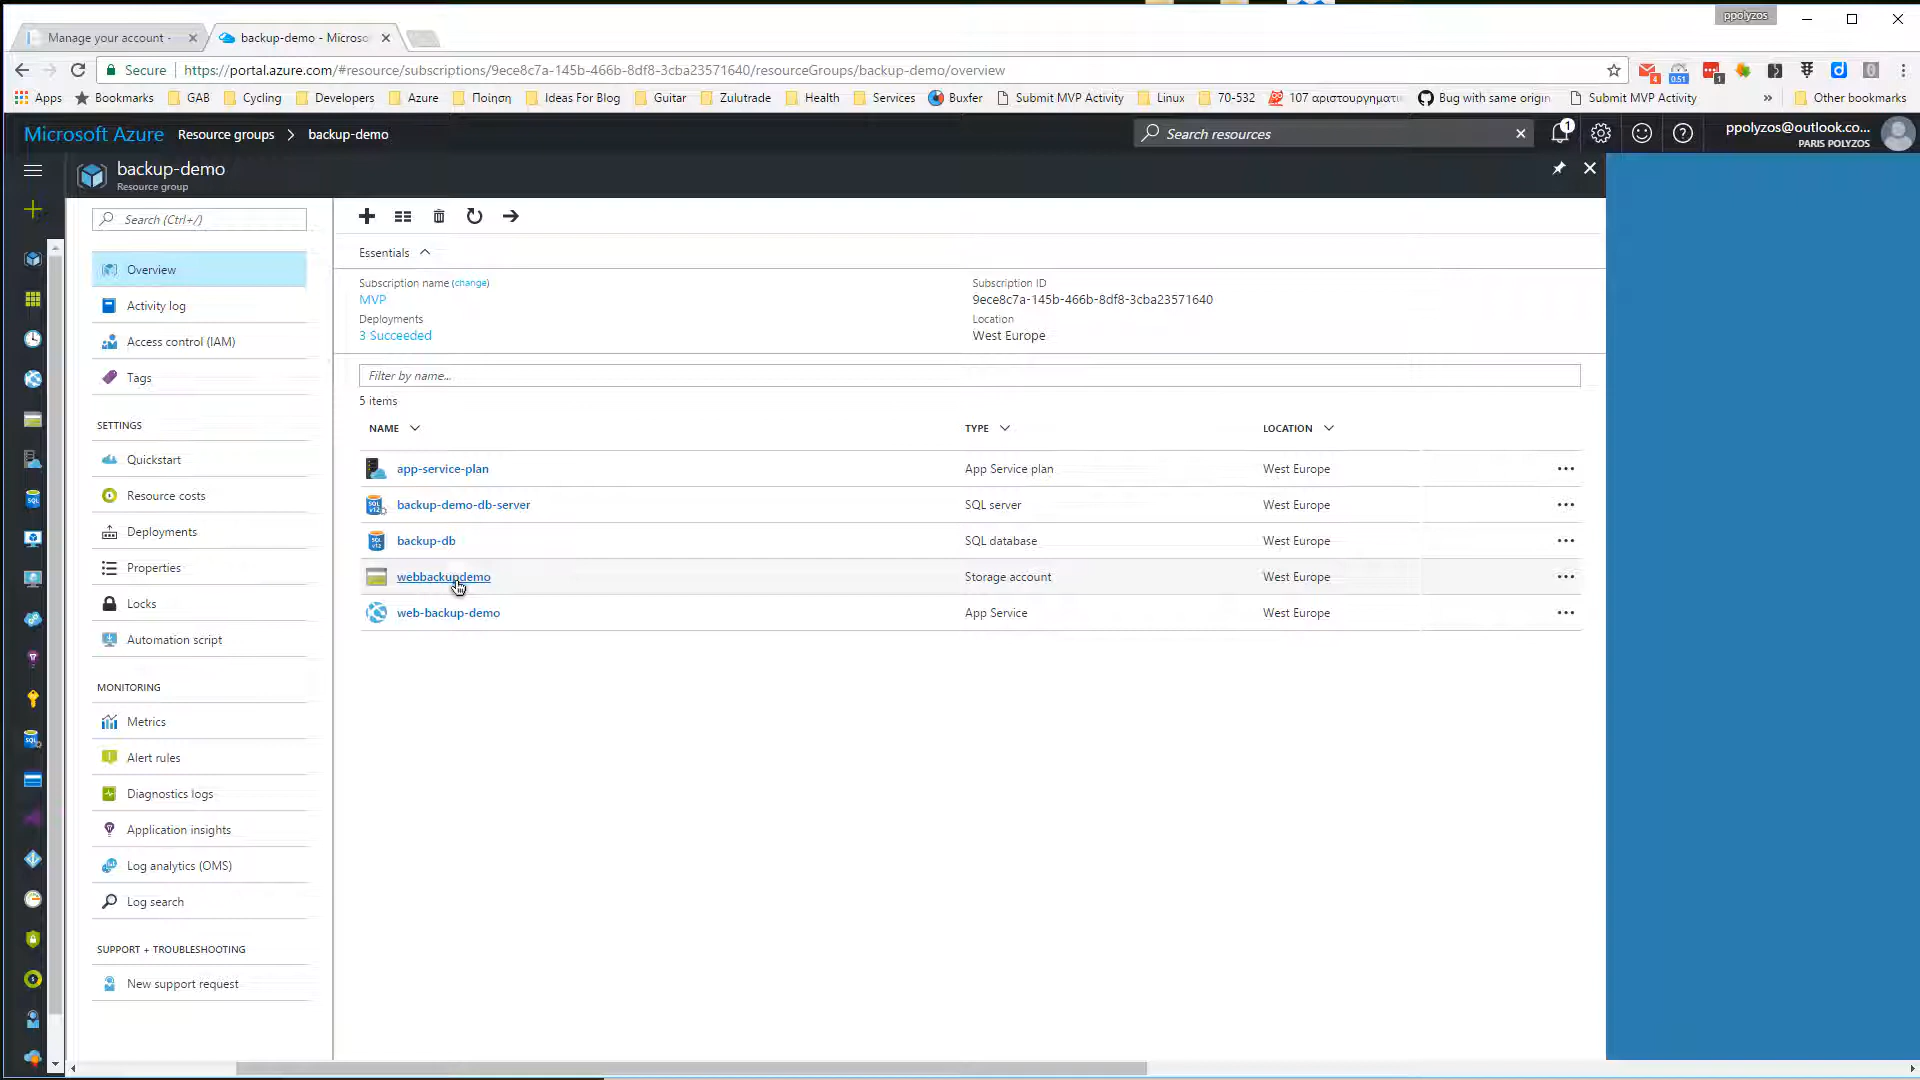 ppolyzos
Manage your account -
backup-demo - Microso
Secure
https://portal.azure.com/#resource/subscriptions/9ece8c7a-145b-466b-8df8-3cba23571640/resourceGroups/backup-demo/overview
4
0.51
1
Apps
Bookmarks
GAB
Cycling
Developers
Azure
Ποίηση
Ideas For Blog
Guitar
Zulutrade
Health
Services
Buxfer
Submit MVP Activity
Linux
70-532
107 αριστουργηματι
Bug with same origin
Submit MVP Activity
»
Other bookmarks
Microsoft Azure
Resource groups > backup-demo
Search resources
1
ppolyzos@outlook.co...
PARIS POLYZOS
backup-demo
Resource group
Search (Ctrl+/)
Overview
Activity log
Access control (IAM)
Tags
SETTINGS
Quickstart
Resource costs
Deployments
Properties
Locks
Automation script
MONITORING
Metrics
Alert rules
Diagnostics logs
Application insights
Log analytics (OMS)
Log search
SUPPORT + TROUBLESHOOTING
New support request
Essentials
Subscription name (change)
MVP
Deployments
3 Succeeded
Subscription ID
9ece8c7a-145b-466b-8df8-3cba23571640
Location
West Europe
Filter by name...
5 items
NAME TYPE LOCATION
app-service-plan App Service plan West Europe
backup-demo-db-server SQL server West Europe
backup-db SQL database West Europe
webbackupdemo Storage account West Europe
web-backup-demo App Service West Europe